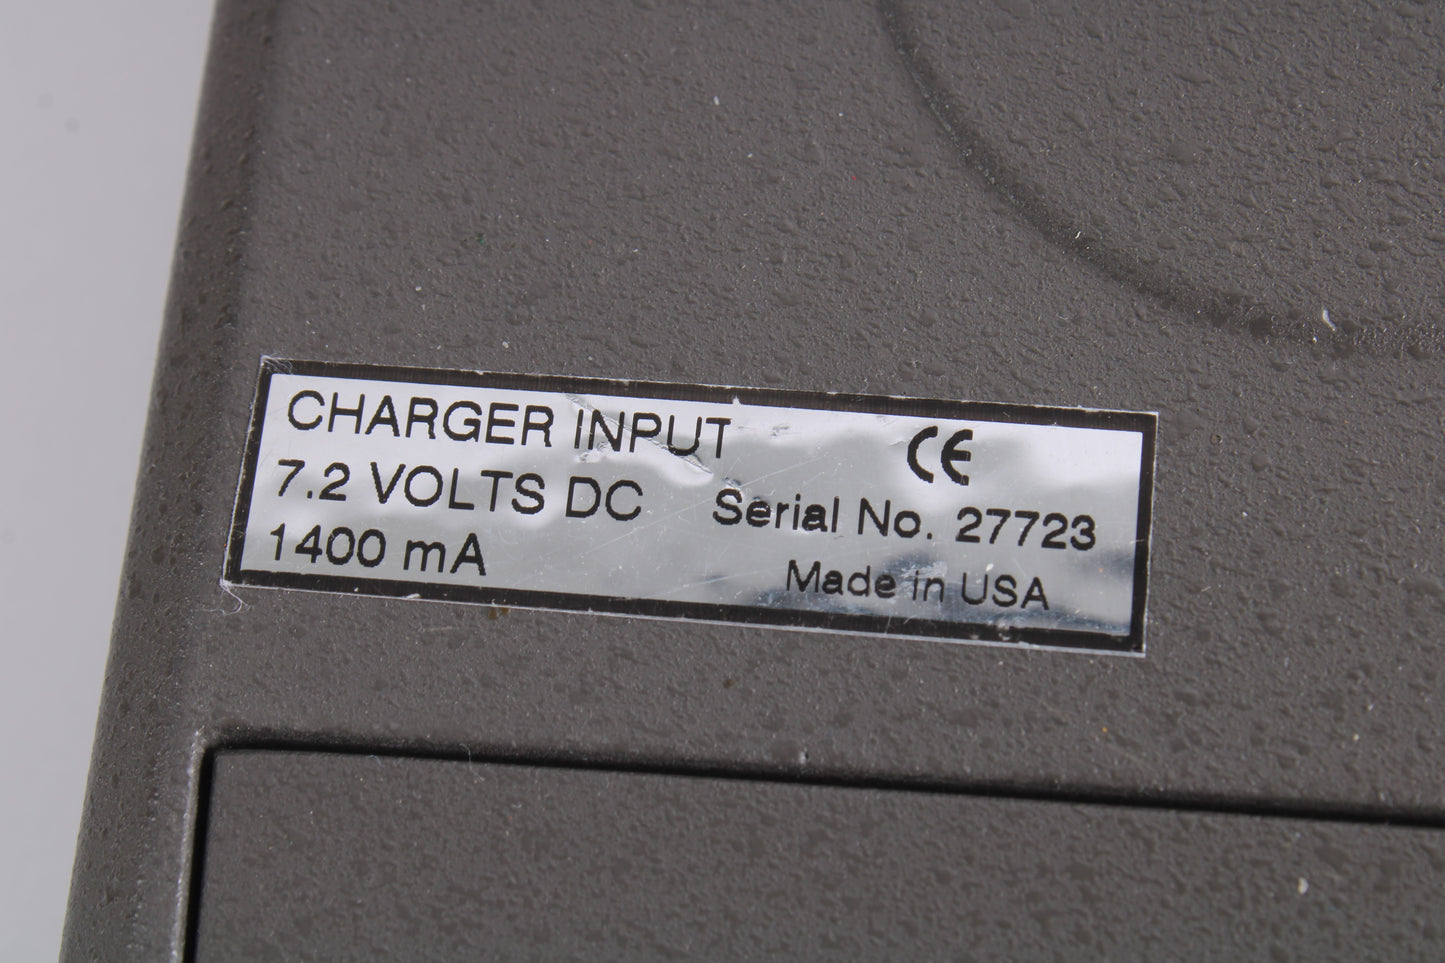 CHARGER INPUT
7.2 VOLTS DC
1400 mA
CE
Serial No. 27723
Made in USA